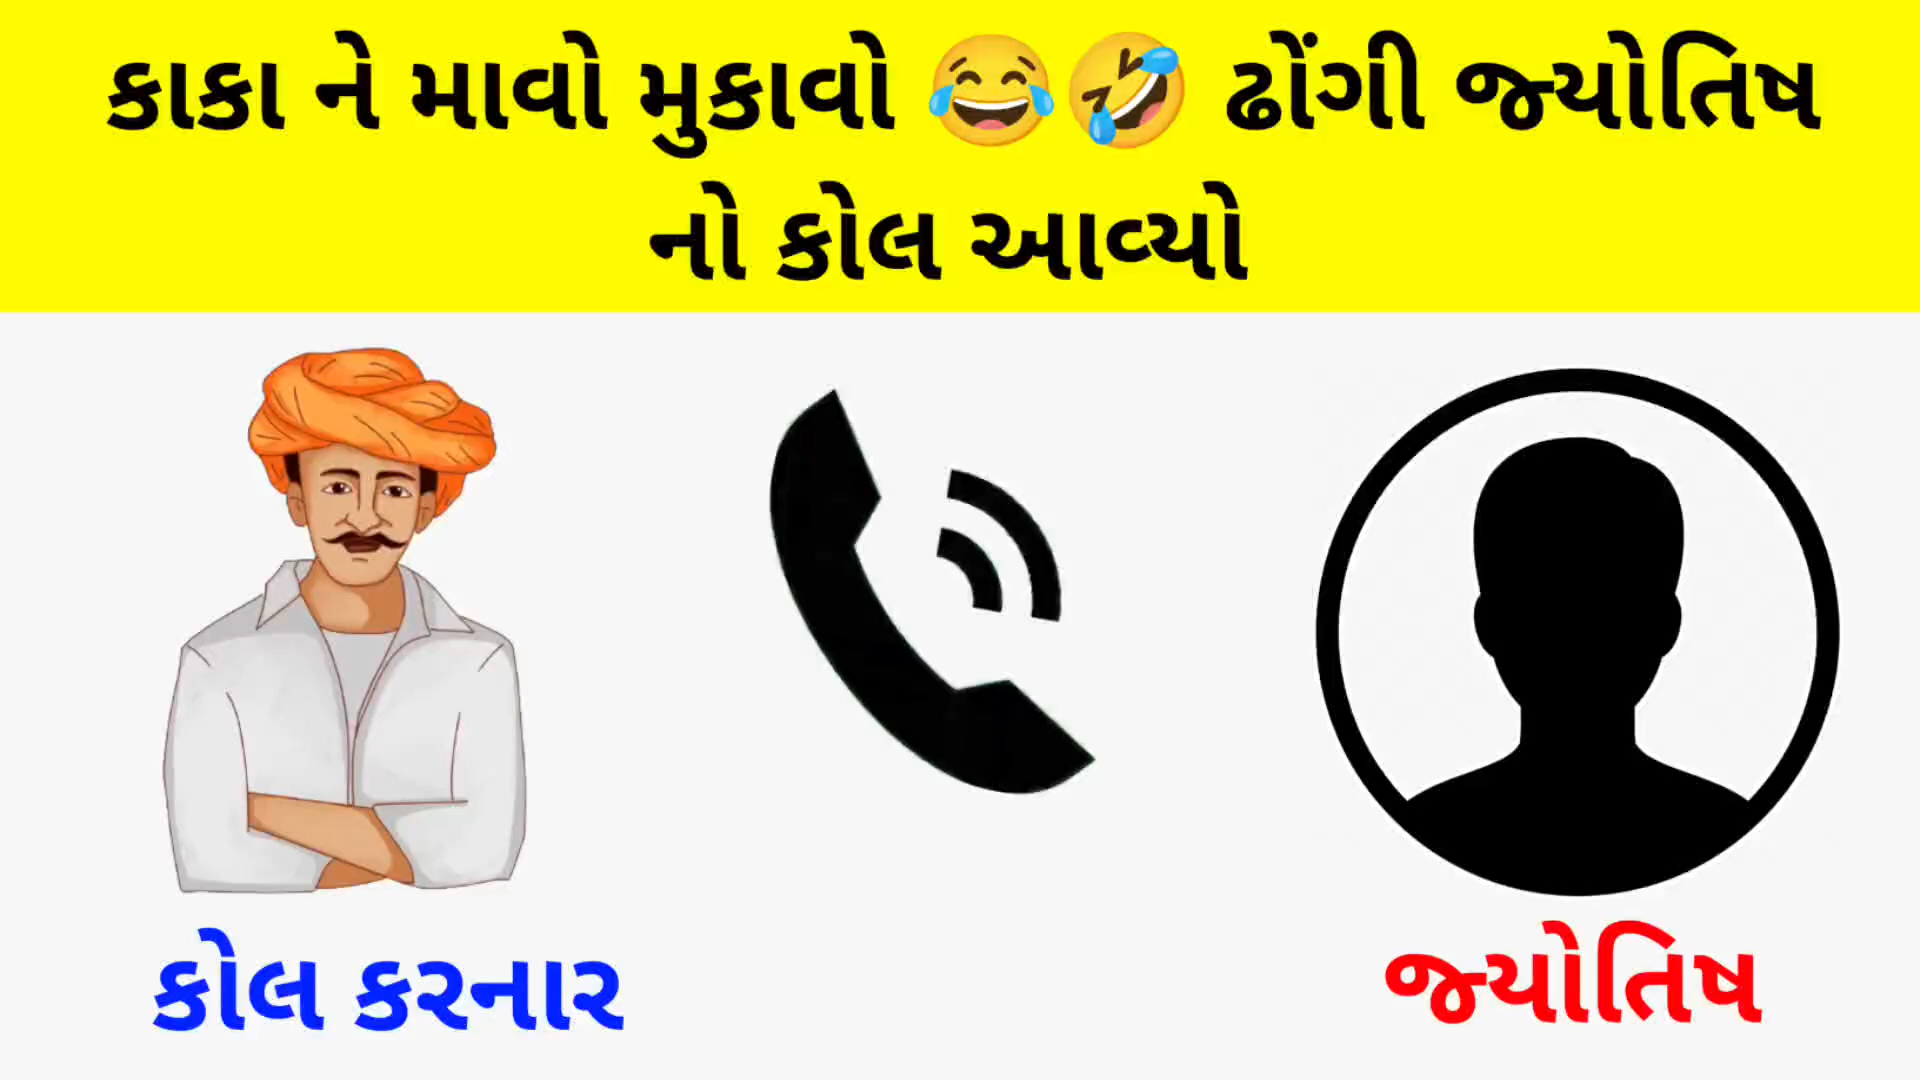 કાકા ને માવો મુકાવો 😂🤣 ઢોંગી જ્યોતિષ
નો કોલ આવ્યો
કોલ કરનાર
જ્યોતિષ